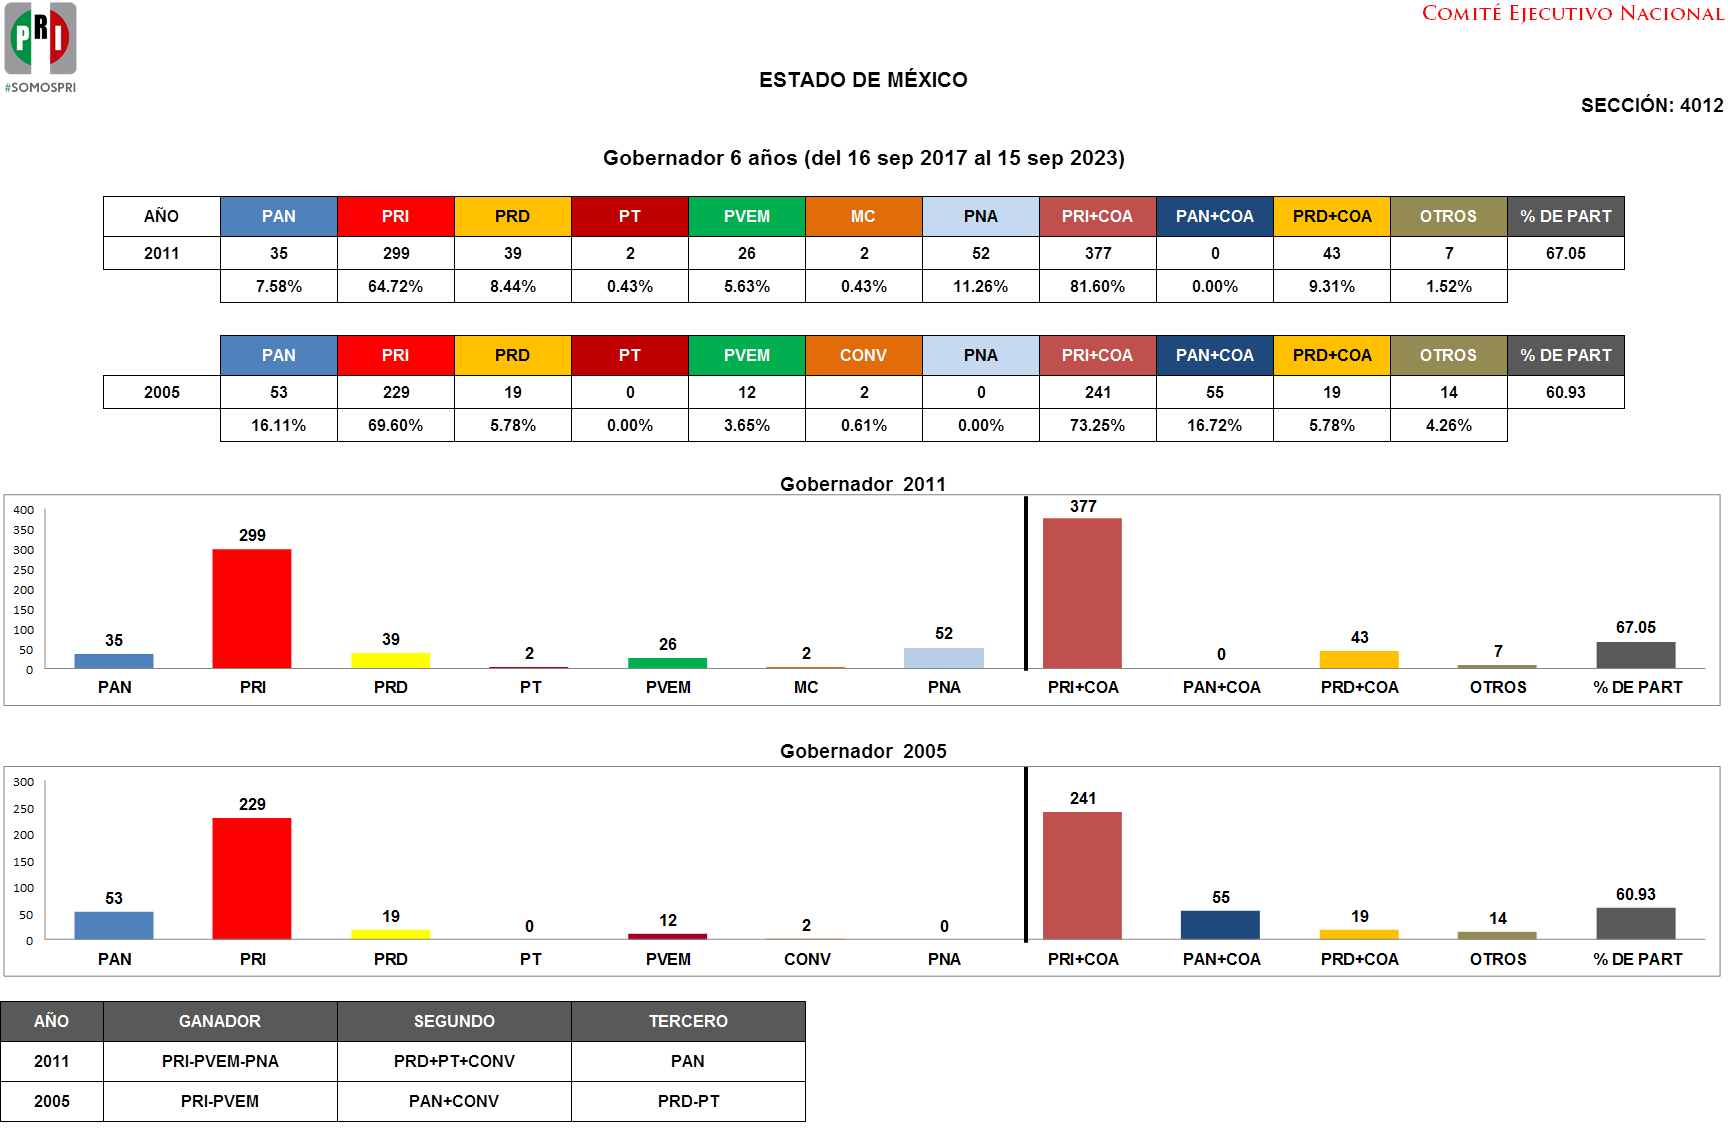 PRI
#SOMOSPRI
COMITÉ EJECUTIVO NACIONAL
ESTADO DE MÉXICO
SECCIÓN: 4012
Gobernador 6 años (del 16 sep 2017 al 15 sep 2023)
AÑO PAN PRI PRD PT PVEM MC PNA PRI+COA PAN+COA PRD+COA OTROS % DE PART
2011 35 299 39 2 26 2 52 377 0 43 7 67.05
7.58% 64.72% 8.44% 0.43% 5.63% 0.43% 11.26% 81.60% 0.00% 9.31% 1.52%
PAN PRI PRD PT PVEM CONV PNA PRI+COA PAN+COA PRD+COA OTROS % DE PART
2005 53 229 19 0 12 2 0 241 55 19 14 60.93
16.11% 69.60% 5.78% 0.00% 3.65% 0.61% 0.00% 73.25% 16.72% 5.78% 4.26%
Gobernador 2011
400
350
300
250
200
150
100
50
0
35 299 39 2 26 2 52 377 0 43 7 67.05
PAN PRI PRD PT PVEM MC PNA PRI+COA PAN+COA PRD+COA OTROS % DE PART
Gobernador 2005
300
250
200
150
100
50
0
53 229 19 0 12 2 0 241 55 19 14 60.93
PAN PRI PRD PT PVEM CONV PNA PRI+COA PAN+COA PRD+COA OTROS % DE PART
AÑO GANADOR SEGUNDO TERCERO
2011 PRI-PVEM-PNA PRD+PT+CONV PAN
2005 PRI-PVEM PAN+CONV PRD-PT